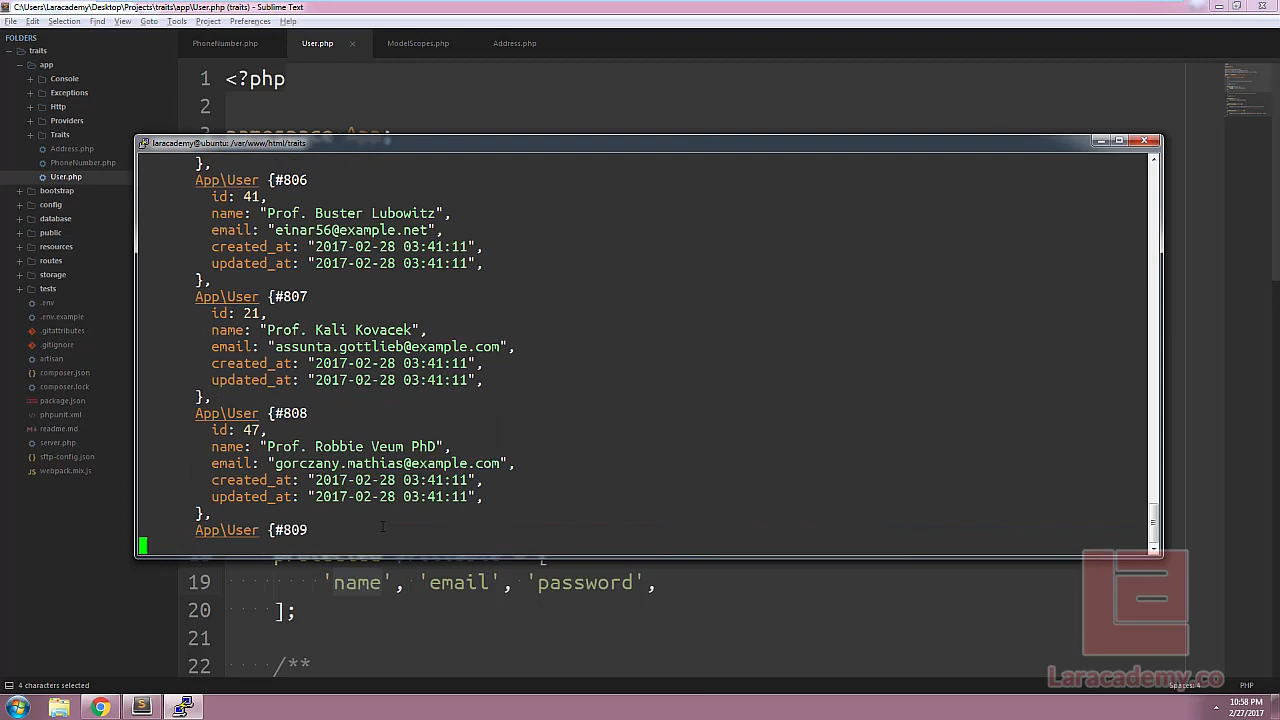 C:\Users\Laracademy\Desktop\Projects\traits\app\User.php (traits) - Sublime Text
File Edit Selection Find View Goto Tools Project Preferences Help
FOLDERS
traits
app
Console
Exceptions
Http
Providers
Traits
Address.php
PhoneNumber.php
User.php
bootstrap
config
database
public
resources
routes
storage
tests
.env
.env.example
.gitattributes
.gitignore
artisan
composer.json
composer.lock
package.json
phpunit.xml
readme.md
server.php
sftp-config.json
webpack.mix.js
PhoneNumber.php User.php ModelScopes.php Address.php
1 <?php
2
3 namespace App;
laracademy@ubuntu: /var/www/html/traits
},
App\User {#806
id: 41,
name: "Prof. Buster Lubowitz",
email: "einar56@example.net",
created_at: "2017-02-28 03:41:11",
updated_at: "2017-02-28 03:41:11",
},
App\User {#807
id: 21,
name: "Prof. Kali Kovacek",
email: "assunta.gottlieb@example.com",
created_at: "2017-02-28 03:41:11",
updated_at: "2017-02-28 03:41:11",
},
App\User {#808
id: 47,
name: "Prof. Robbie Veum PhD",
email: "gorczany.mathias@example.com",
created_at: "2017-02-28 03:41:11",
updated_at: "2017-02-28 03:41:11",
},
App\User {#809
19 'name', 'email', 'password',
20 ];
21
22 /**
Laracademy.co
4 characters selected
Spaces: 4 PHP
10:58 PM
2/27/2017